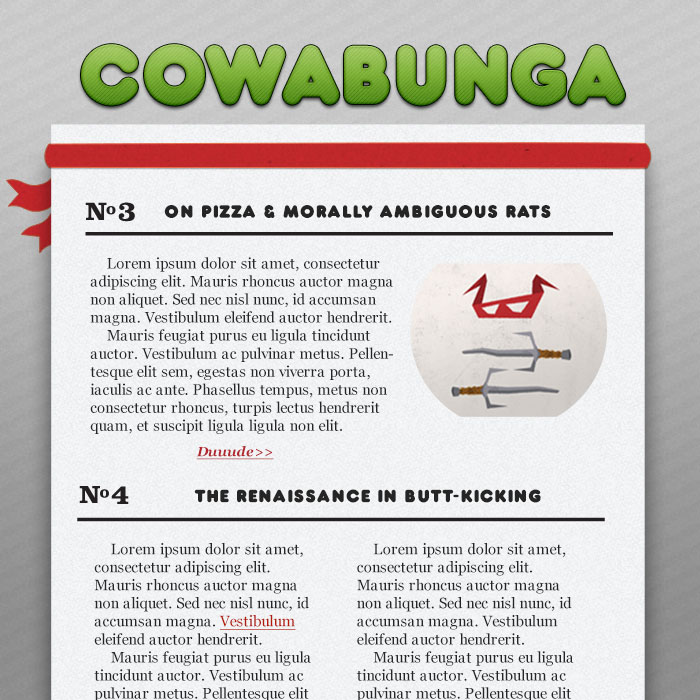 COWABUNGA
Nº3 ON PIZZA & MORALLY AMBIGUOUS RATS
Lorem ipsum dolor sit amet, consectetur
adipiscing elit. Mauris rhoncus auctor magna
non aliquet. Sed nec nisl nunc, id accumsan
magna. Vestibulum eleifend auctor hendrerit.
Mauris feugiat purus eu ligula tincidunt
auctor. Vestibulum ac pulvinar metus. Pellen-
tesque elit sem, egestas non viverra porta,
iaculis ac ante. Phasellus tempus, metus non
consectetur rhoncus, turpis lectus hendrerit
quam, et suscipit ligula ligula non elit.
Duuude>>
Nº4 THE RENAISSANCE IN BUTT-KICKING
Lorem ipsum dolor sit amet,
consectetur adipiscing elit.
Mauris rhoncus auctor magna
non aliquet. Sed nec nisl nunc, id
accumsan magna. Vestibulum
eleifend auctor hendrerit.
Mauris feugiat purus eu ligula
tincidunt auctor. Vestibulum ac
pulvinar metus. Pellentesque elit
Lorem ipsum dolor sit amet,
consectetur adipiscing elit.
Mauris rhoncus auctor magna
non aliquet. Sed nec nisl nunc, id
accumsan magna. Vestibulum
eleifend auctor hendrerit.
Mauris feugiat purus eu ligula
tincidunt auctor. Vestibulum ac
pulvinar metus. Pellentesque elit